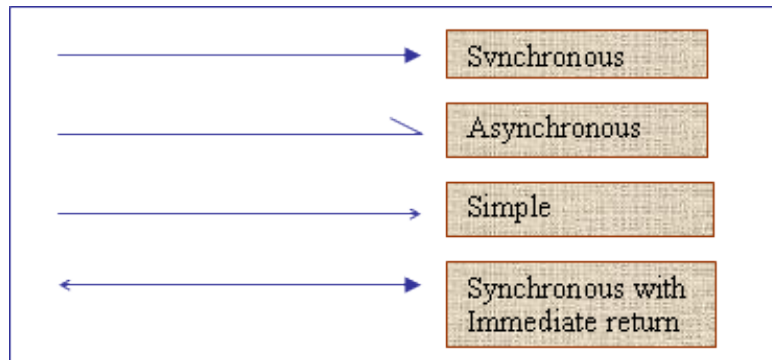 Synchronous
Asynchronous
Simple
Synchronous with
Immediate return